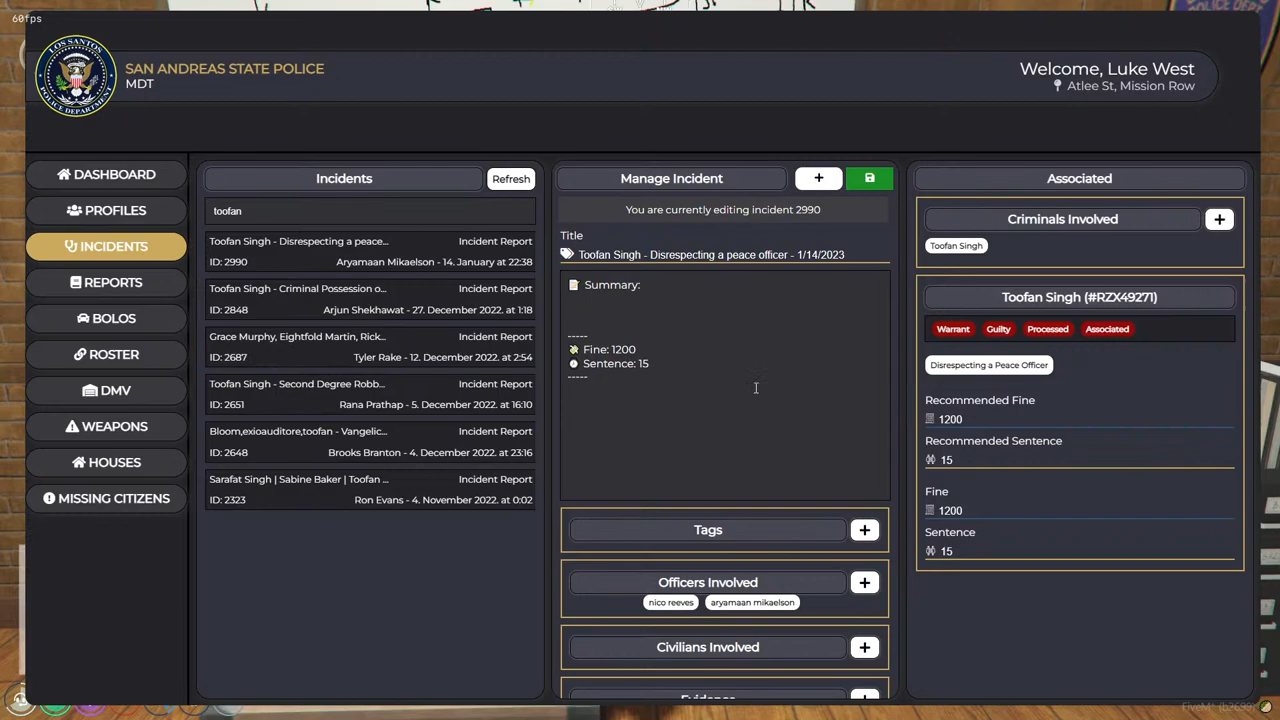 60fps
POLICE DEPT
LOS SANTOS
POLICE DEPARTMENT
SAN ANDREAS STATE POLICE
MDT
Welcome, Luke West
Atlee St, Mission Row
DASHBOARD
PROFILES
INCIDENTS
REPORTS
BOLOS
ROSTER
DMV
WEAPONS
HOUSES
MISSING CITIZENS
Incidents
Refresh
toofan
Toofan Singh - Disrespecting a peace... Incident Report
ID: 2990 Aryamaan Mikaelson - 14. January at 22:38
Toofan Singh - Criminal Possession o... Incident Report
ID: 2848 Arjun Shekhawat - 27. December 2022. at 1:18
Grace Murphy, Eightfold Martin, Rick... Incident Report
ID: 2687 Tyler Rake - 12. December 2022. at 2:54
Toofan Singh - Second Degree Robb... Incident Report
ID: 2651 Rana Prathap - 5. December 2022. at 16:10
Bloom,exioauditore,toofan - Vangelic... Incident Report
ID: 2648 Brooks Branton - 4. December 2022. at 23:16
Sarafat Singh | Sabine Baker | Toofan ... Incident Report
ID: 2323 Ron Evans - 4. November 2022. at 0:02
Manage Incident +
You are currently editing incident 2990
Title
Toofan Singh - Disrespecting a peace officer - 1/14/2023
📝 Summary:
-----
💸 Fine: 1200
Sentence: 15
-----
Tags +
Officers Involved +
nico reeves aryamaan mikaelson
Civilians Involved +
Evidence +
Associated
Criminals Involved +
Toofan Singh
Toofan Singh (#RZX49271)
Warrant Guilty Processed Associated
Disrespecting a Peace Officer
Recommended Fine
1200
Recommended Sentence
15
Fine
1200
Sentence
15
FiveM* (b2699)